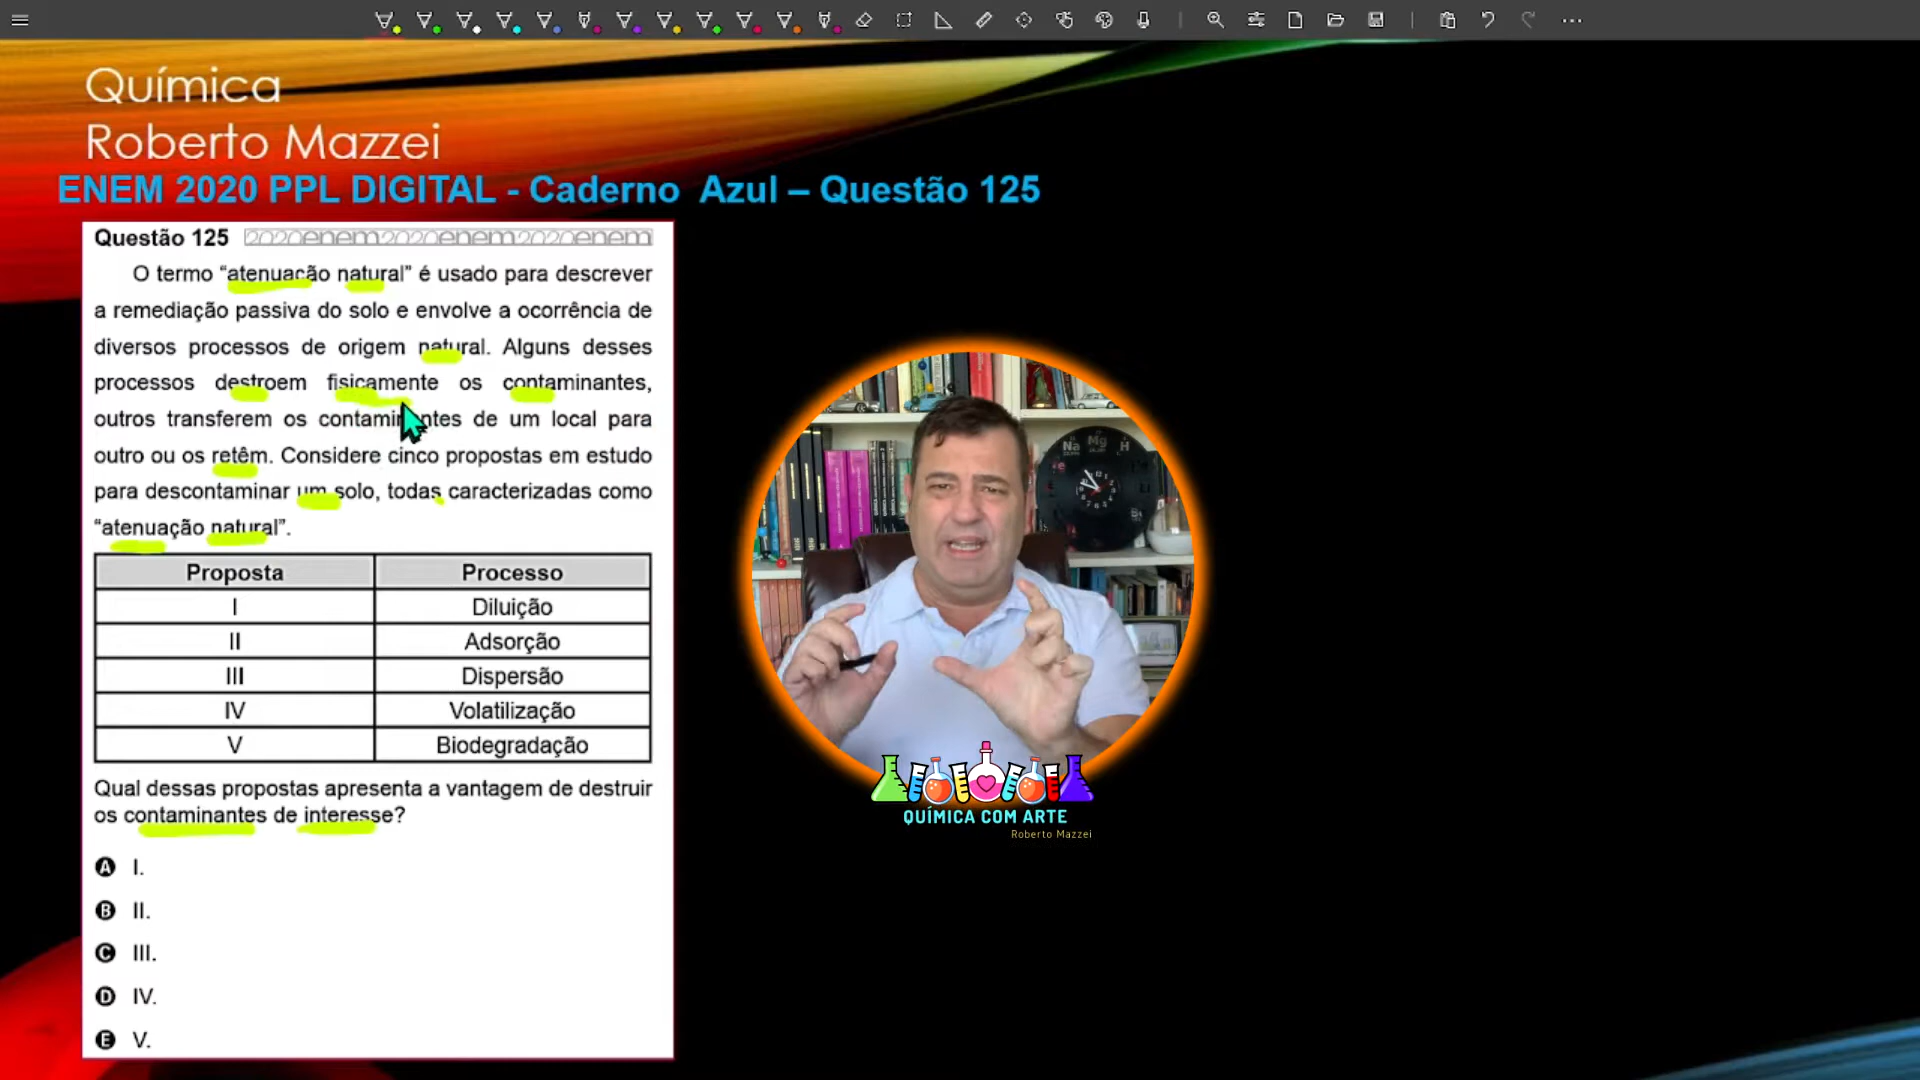 Química
Roberto Mazzei
ENEM 2020 PPL DIGITAL - Caderno Azul – Questão 125
Questão 125 2020enem2020enem2020enem
O termo “atenuação natural” é usado para descrever
a remediação passiva do solo e envolve a ocorrência de
diversos processos de origem natural. Alguns desses
processos destroem fisicamente os contaminantes,
outros transferem os contaminantes de um local para
outro ou os retêm. Considere cinco propostas em estudo
para descontaminar um solo, todas caracterizadas como
“atenuação natural”.
Proposta Processo
I Diluição
II Adsorção
III Dispersão
IV Volatilização
V Biodegradação
Qual dessas propostas apresenta a vantagem de destruir
os contaminantes de interesse?
A I.
B II.
C III.
D IV.
E V.
Na Mg H
QUÍMICA COM ARTE
Roberto Mazzei